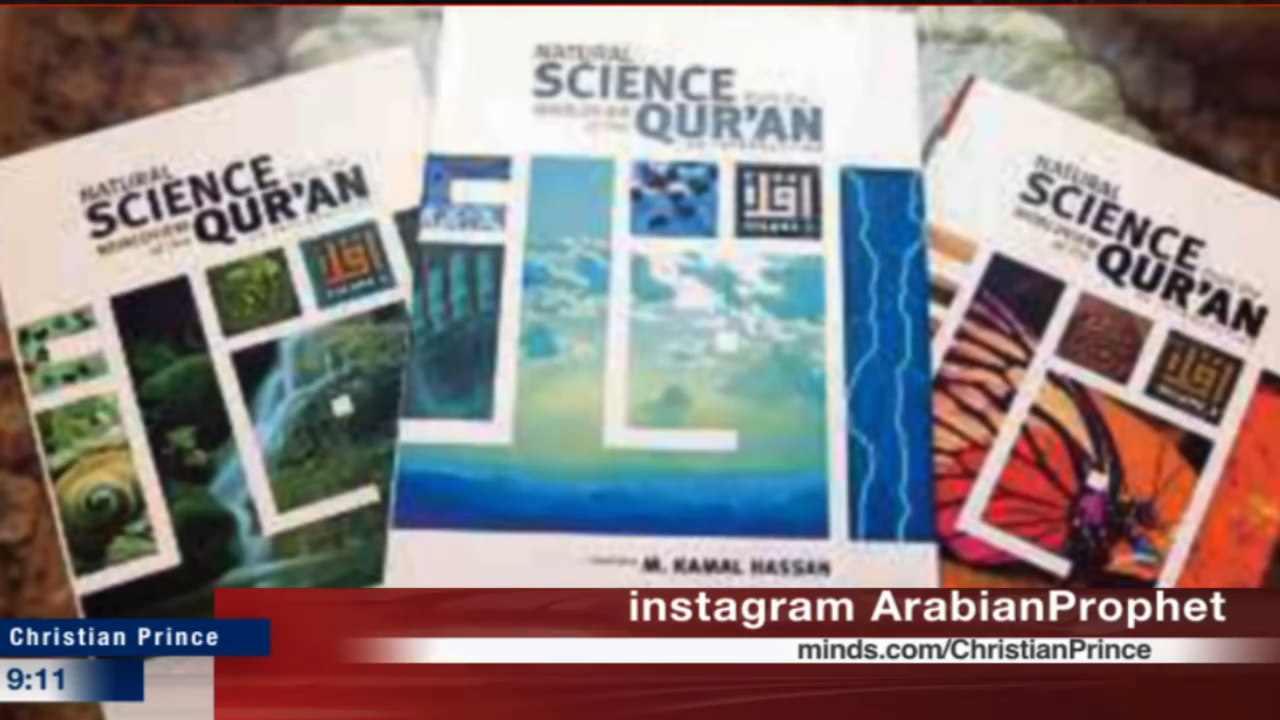 NATURAL
SCIENCE
QUR'AN
NATURAL
SCIENCE
QUR'AN
M. KAMAL HASSAN
NATURAL
SCIENCE
QUR'AN
instagram ArabianProphet
Christian Prince
minds.com/ChristianPrince
9:11